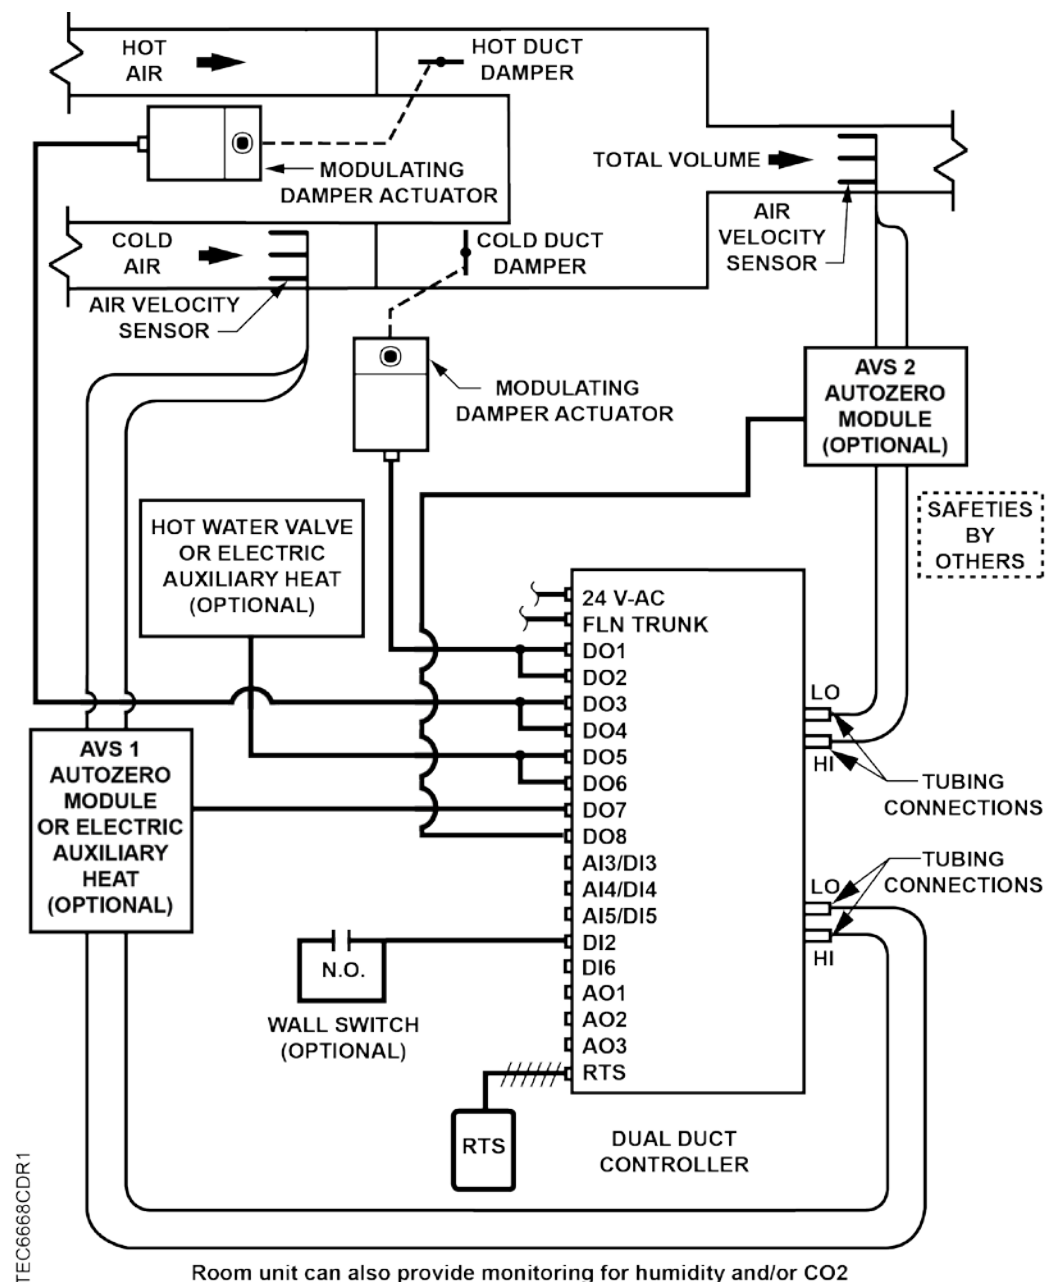 HOT
AIR
HOT DUCT
DAMPER
MODULATING
DAMPER ACTUATOR
TOTAL VOLUME
AIR
VELOCITY
SENSOR
COLD
AIR
COLD DUCT
DAMPER
AIR VELOCITY
SENSOR
MODULATING
DAMPER ACTUATOR
AVS 2
AUTOZERO
MODULE
(OPTIONAL)
SAFETIES
BY
OTHERS
HOT WATER VALVE
OR ELECTRIC
AUXILIARY HEAT
(OPTIONAL)
24 V-AC
FLN TRUNK
DO1
DO2
DO3
DO4
DO5
DO6
DO7
DO8
AI3/DI3
AI4/DI4
AI5/DI5
DI2
DI6
AO1
AO2
AO3
RTS
LO
HI
TUBING
CONNECTIONS
LO
HI
TUBING
CONNECTIONS
AVS 1
AUTOZERO
MODULE
OR ELECTRIC
AUXILIARY
HEAT
(OPTIONAL)
N.O.
WALL SWITCH
(OPTIONAL)
RTS
DUAL DUCT
CONTROLLER
TEC6668CDR1
Room unit can also provide monitoring for humidity and/or CO2